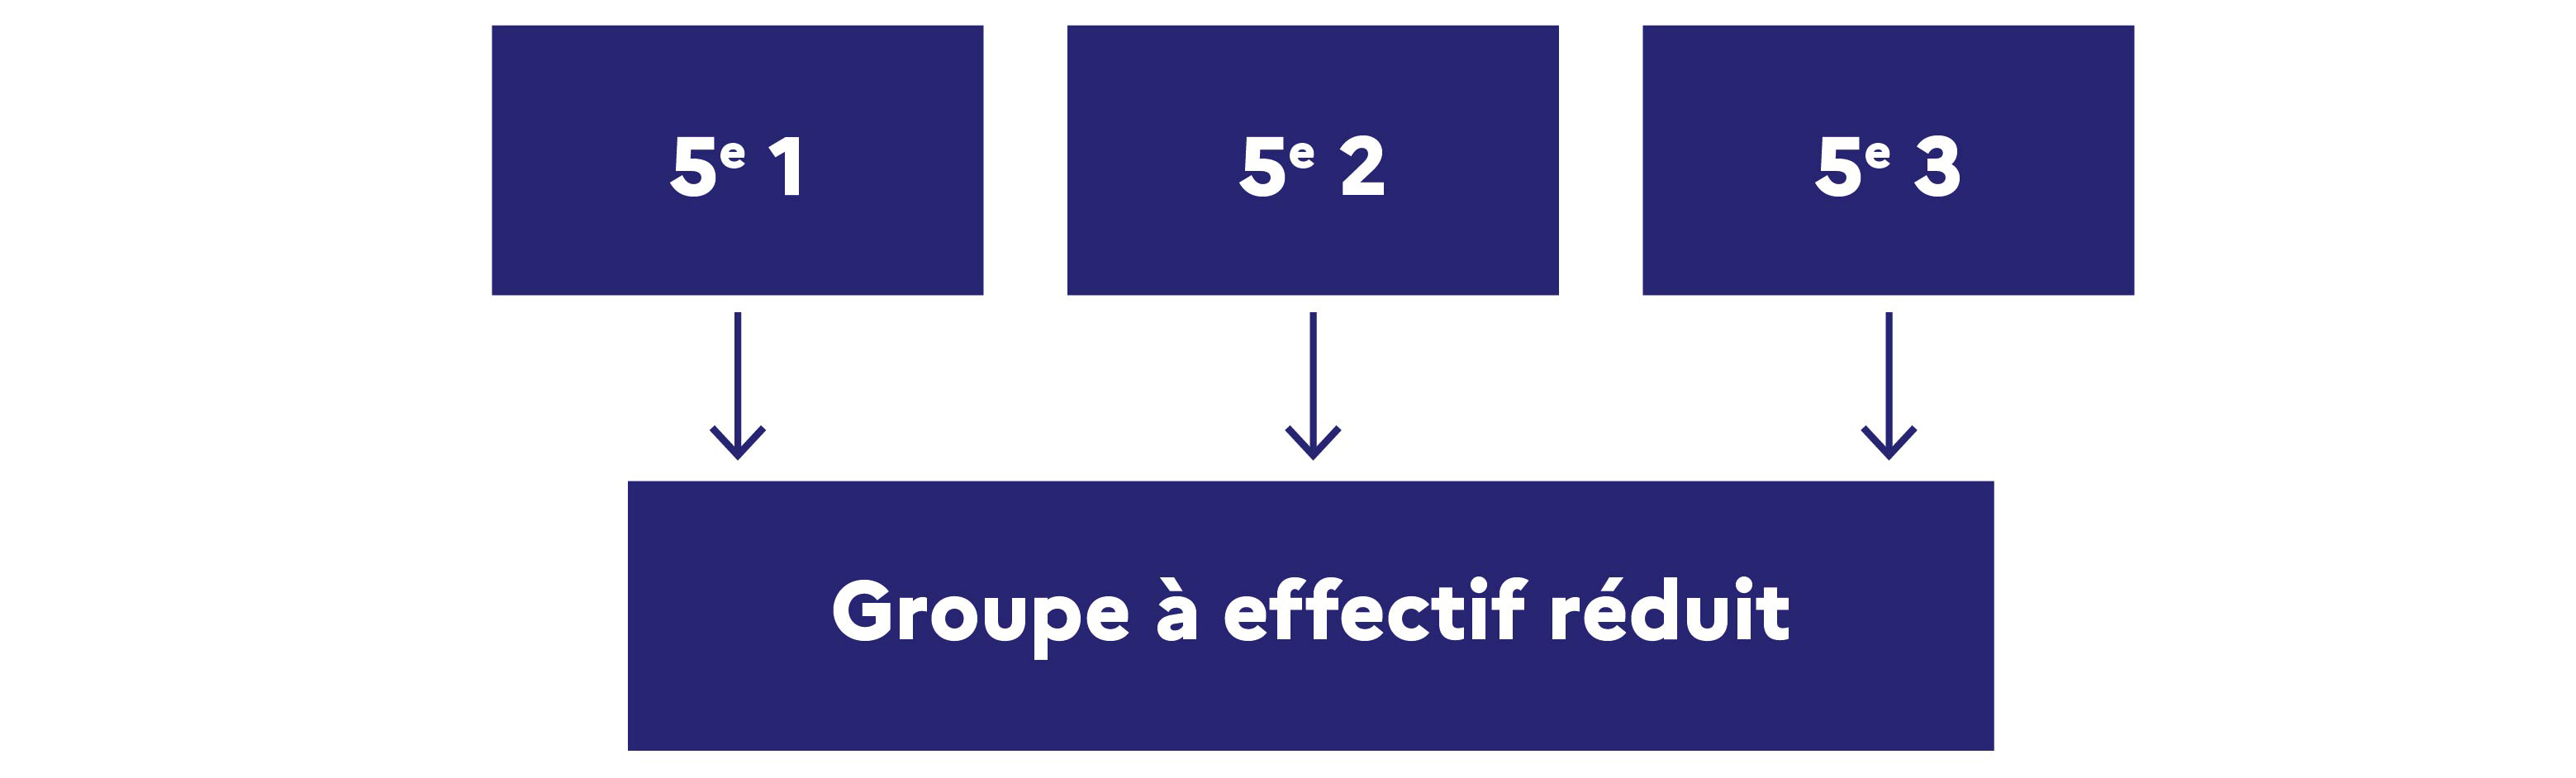 5ᵉ 1
5ᵉ 2
5ᵉ 3
Groupe à effectif réduit